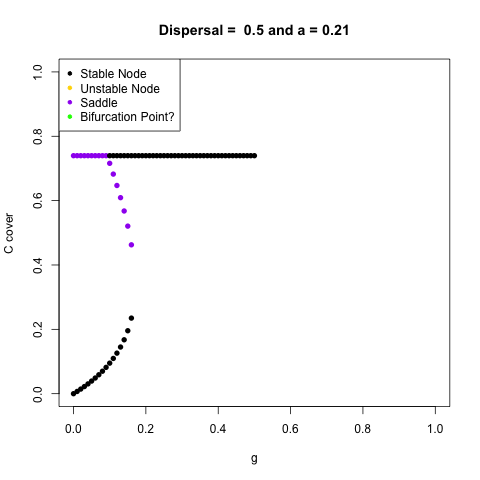 Dispersal =  0.5 and a = 0.21
Stable Node
Unstable Node
Saddle
Bifurcation Point?
C cover
1.0
0.8
0.6
0.4
0.2
0.0
0.0 0.2 0.4 0.6 0.8 1.0
g